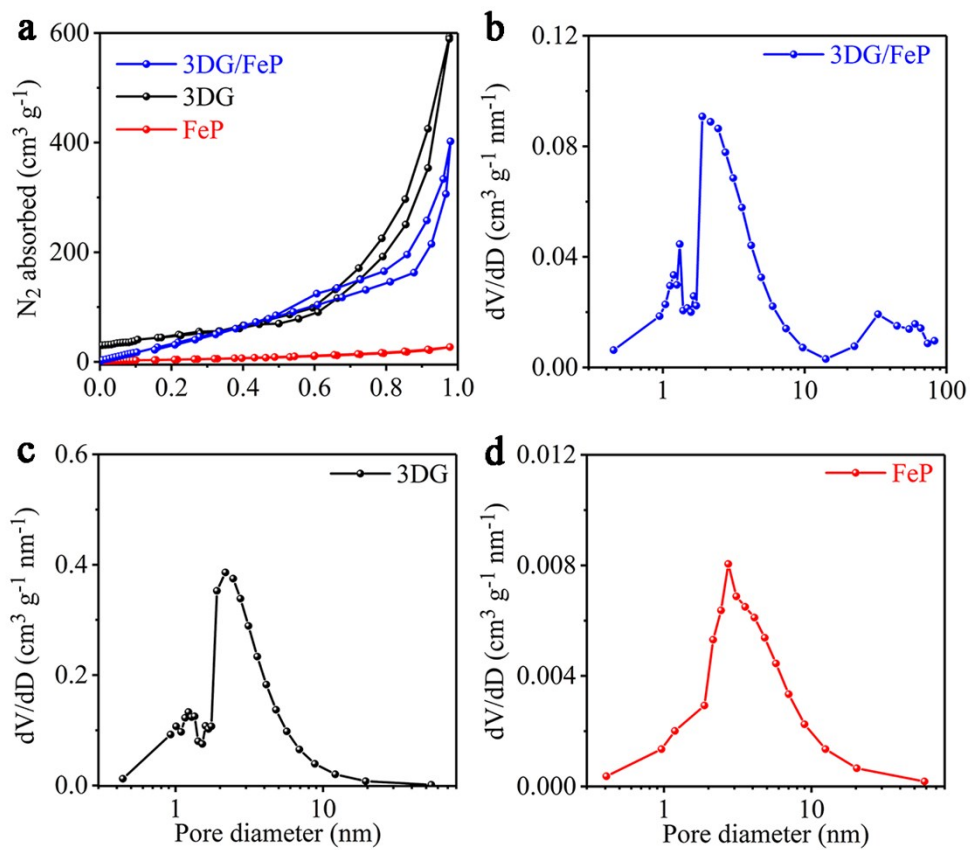 a
600
400
200
0
N₂ absorbed (cm³ g⁻¹)
3DG/FeP
3DG
FeP
0.0 0.2 0.4 0.6 0.8 1.0
b
0.12
0.08
0.04
0.00
dV/dD (cm³ g⁻¹ nm⁻¹)
3DG/FeP
1 10 100
c
0.6
0.4
0.2
0.0
dV/dD (cm³ g⁻¹ nm⁻¹)
3DG
1 10
Pore diameter (nm)
d
0.012
0.008
0.004
0.000
dV/dD (cm³ g⁻¹ nm⁻¹)
FeP
1 10
Pore diameter (nm)